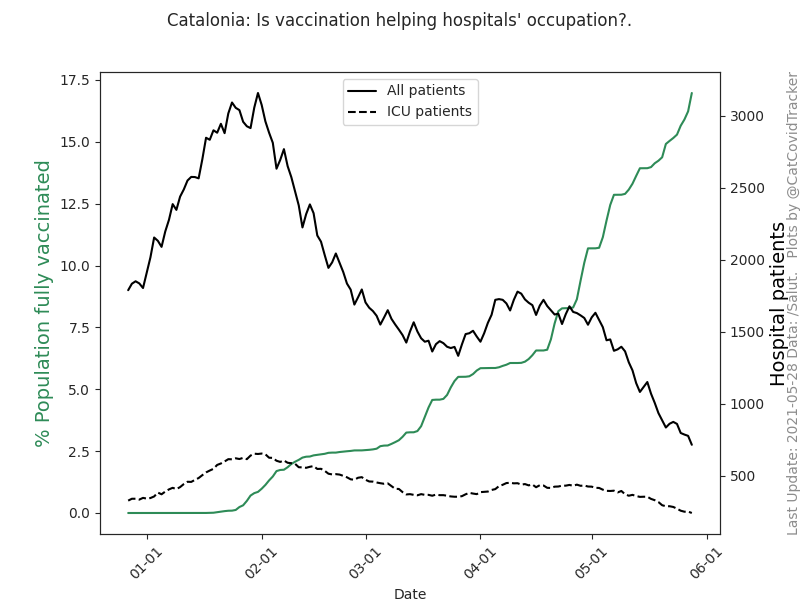 Catalonia: Is vaccination helping hospitals' occupation?.
All patients
ICU patients
% Population fully vaccinated
17.5
15.0
12.5
10.0
7.5
5.0
2.5
0.0
3000
2500
2000
1500
1000
500
Hospital patients
Last Update: 2021-05-28 Data: /Salut. Plots by @CatCovidTracker
01-01
02-01
03-01
04-01
05-01
06-01
Date